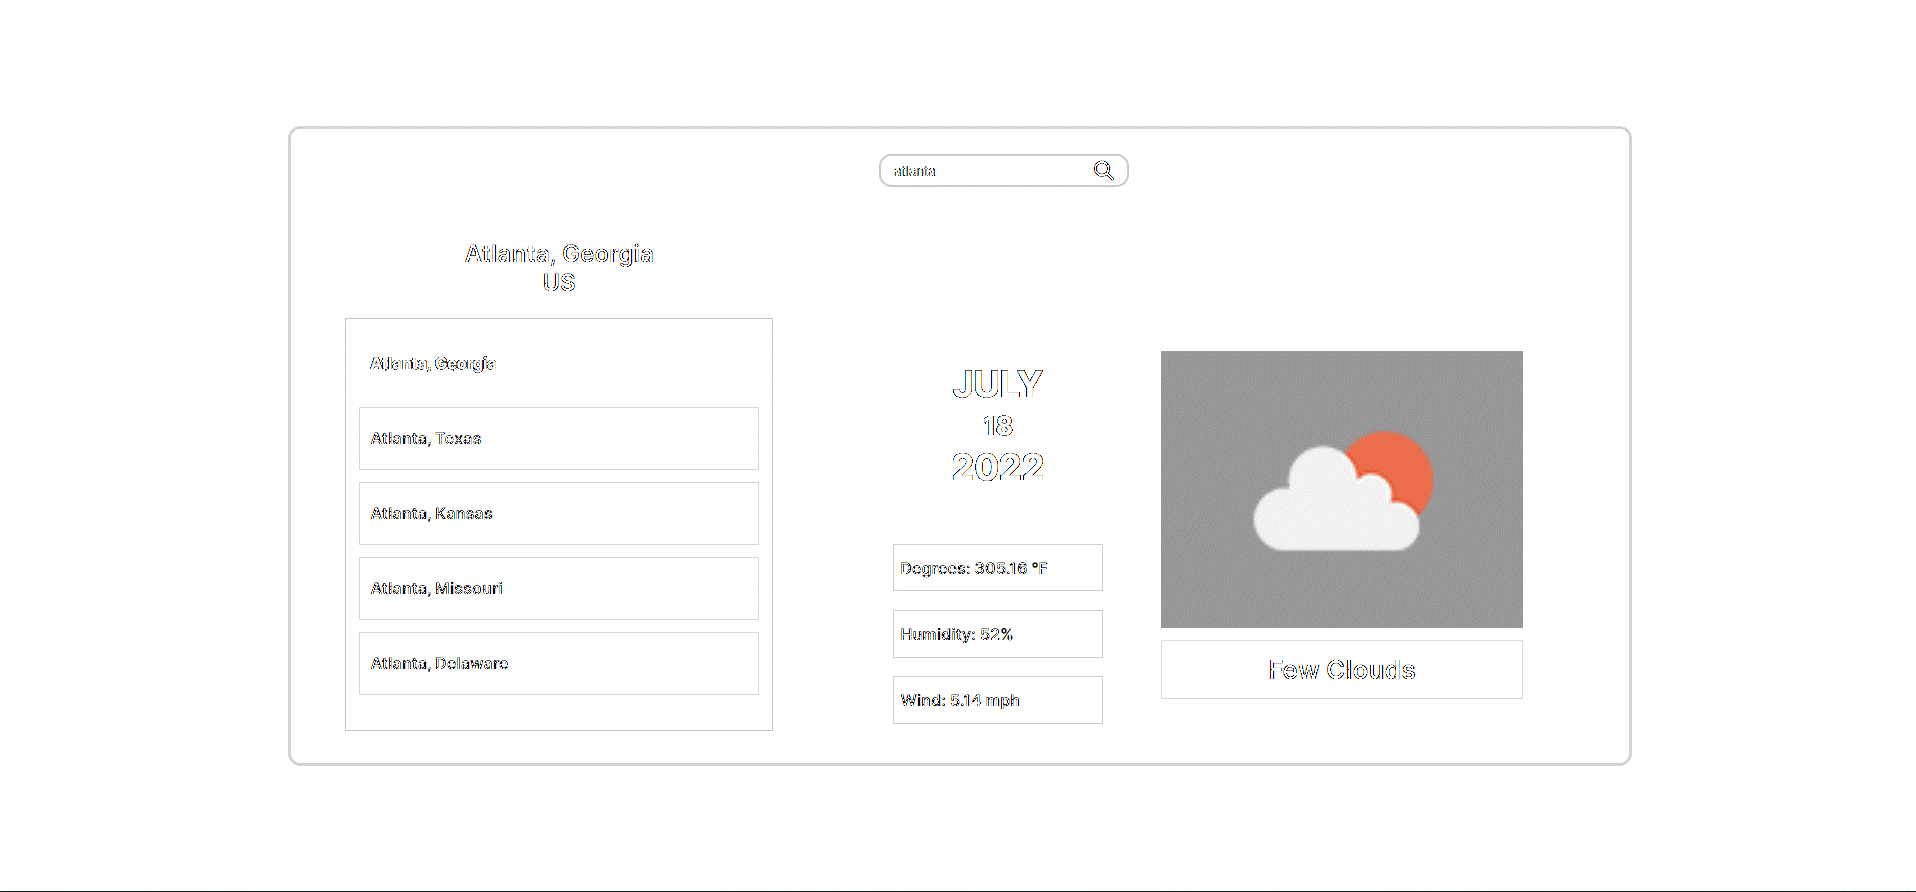 atlanta
Atlanta, Georgia
US
Atlanta, Georgia
Atlanta, Texas
Atlanta, Kansas
Atlanta, Missouri
Atlanta, Delaware
JULY
18
2022
Degrees: 305.16 °F
Humidity: 52%
Wind: 5.14 mph
Few Clouds